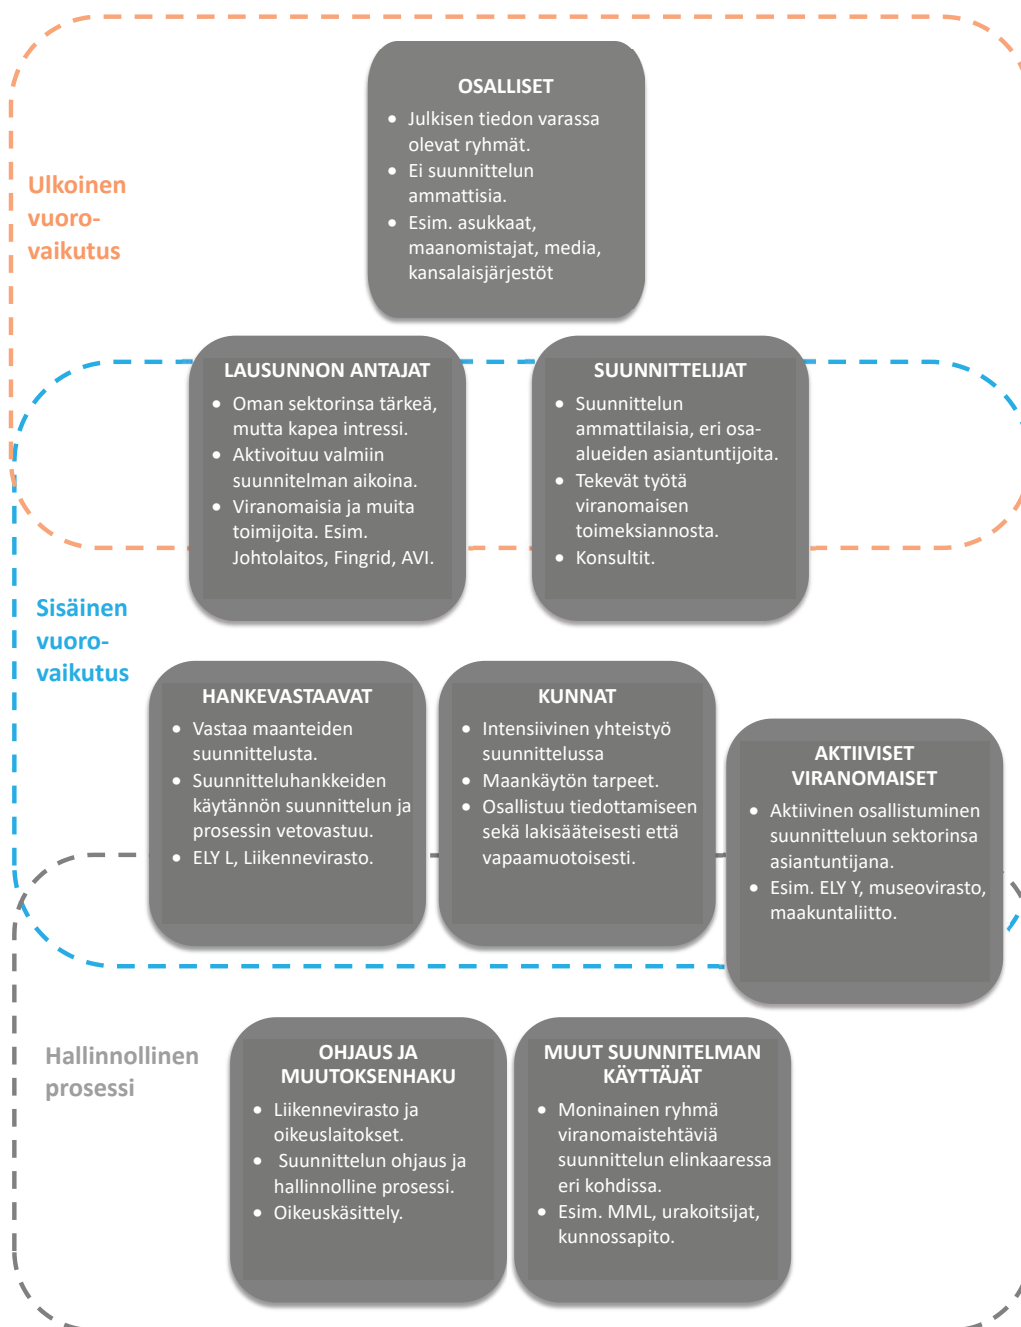 OSALLISET
• Julkisen tiedon varassa
olevat ryhmät.
• Ei suunnittelun
ammattisia.
• Esim. asukkaat,
maanomistajat, media,
kansalaisjärjestöt
Ulkoinen
vuoro-
vaikutus
LAUSUNNON ANTAJAT
• Oman sektorinsa tärkeä,
mutta kapea intressi.
• Aktivoituu valmiin
suunnitelman aikoina.
• Viranomaisia ja muita
toimijoita. Esim.
Johtolaitos, Fingrid, AVI.
SUUNNITTELIJAT
• Suunnittelun
ammattilaisia, eri osa-
alueiden asiantuntijoita.
• Tekevät työtä
viranomaisen
toimeksiannosta.
• Konsultit.
Sisäinen
vuoro-
vaikutus
HANKEVASTAAVAT
• Vastaa maanteiden
suunnittelusta.
• Suunnitteluhankkeiden
käytännön suunnittelun ja
prosessin vetovastuu.
• ELY L, Liikennevirasto.
KUNNAT
• Intensiivinen yhteistyö
suunnittelussa
• Maankäytön tarpeet.
• Osallistuu tiedottamiseen
sekä lakisääteisesti että
vapaamuotoisesti.
AKTIIVISET
VIRANOMAISET
• Aktiivinen osallistuminen
suunnitteluun sektorinsa
asiantuntijana.
• Esim. ELY Y, museovirasto,
maakuntaliitto.
Hallinnollinen
prosessi
OHJAUS JA
MUUTOKSENHAKU
• Liikennevirasto ja
oikeuslaitokset.
• Suunnittelun ohjaus ja
hallinnolline prosessi.
• Oikeuskäsittely.
MUUT SUUNNITELMAN
KÄYTTÄJÄT
• Moninainen ryhmä
viranomaistehtäviä
suunnittelun elinkaaressa
eri kohdissa.
• Esim. MML, urakoitsijat,
kunnossapito.